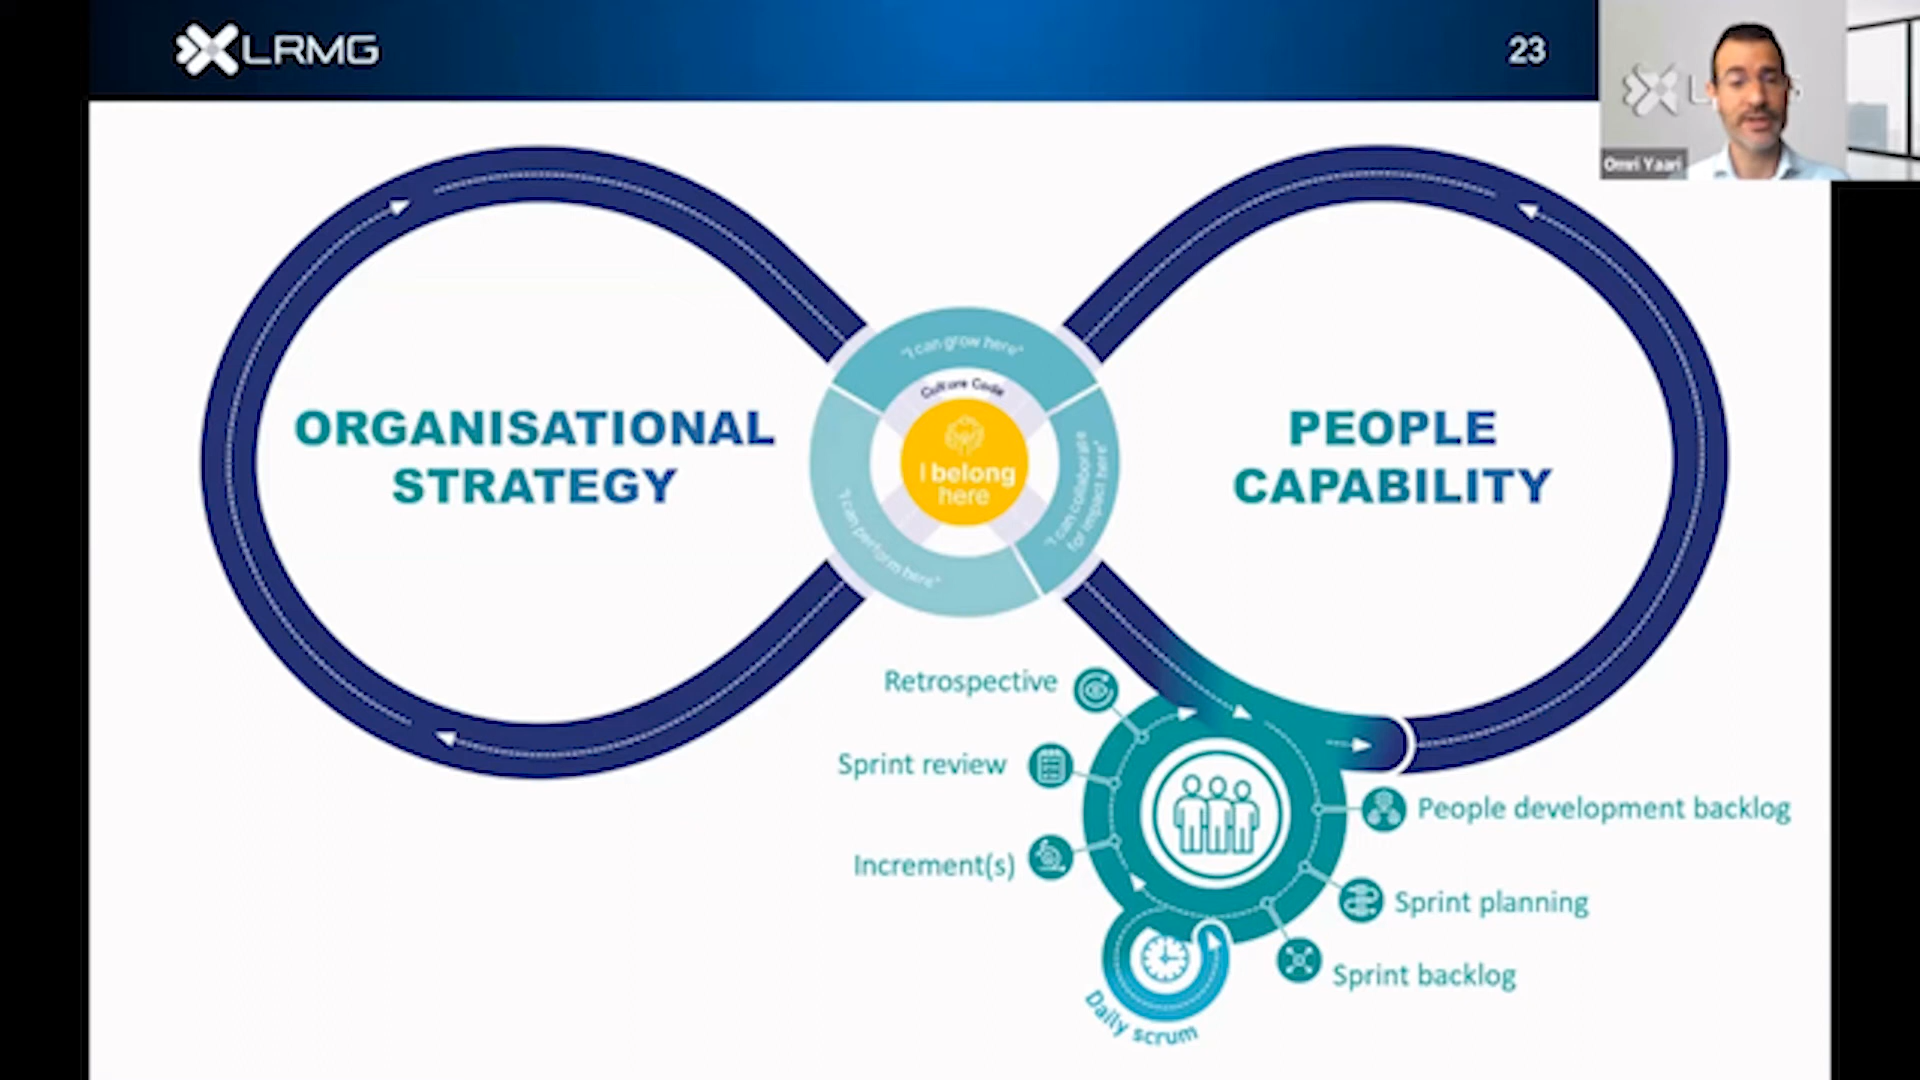 LRMG
23
Omri Yaari
ORGANISATIONAL
STRATEGY
"I can grow here"
Culture Code
I belong
here
"I can collaborate
for impact here"
"I can perform here"
PEOPLE
CAPABILITY
Retrospective
Sprint review
Increment(s)
People development backlog
Sprint planning
Sprint backlog
Daily scrum